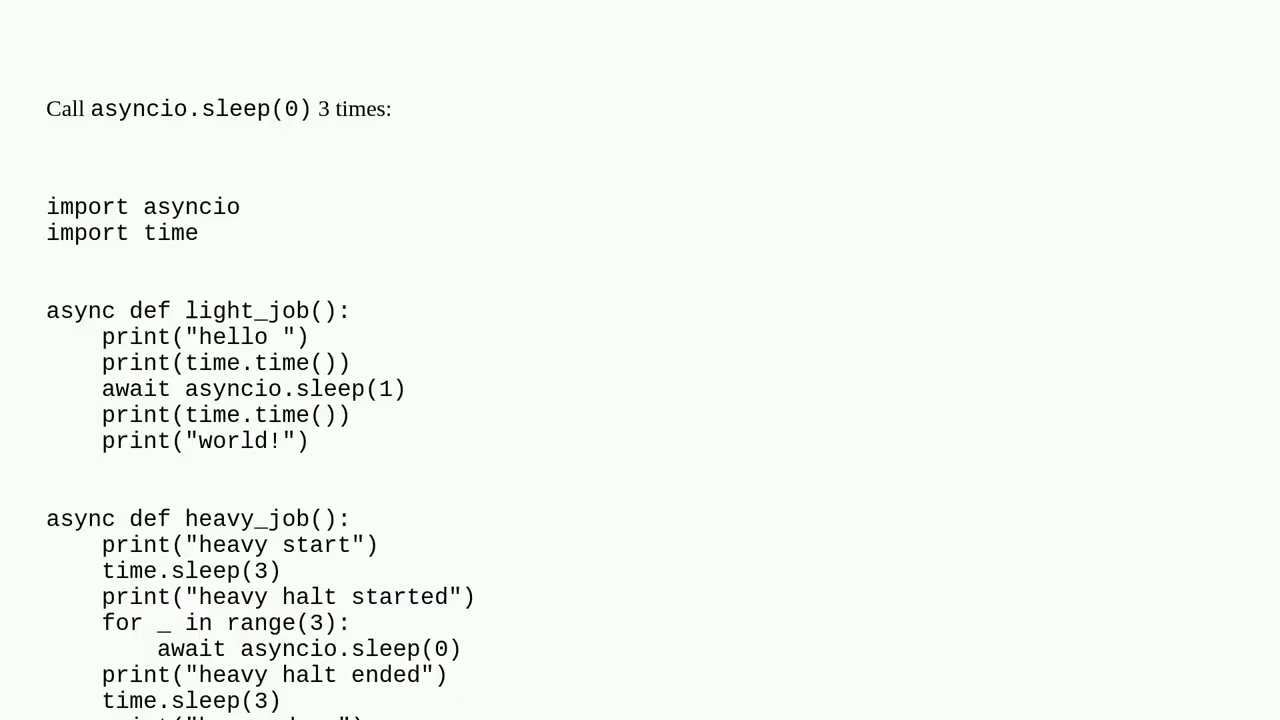 Call asyncio.sleep(0) 3 times:
import asyncio
import time
async def light_job():
    print("hello ")
    print(time.time())
    await asyncio.sleep(1)
    print(time.time())
    print("world!")
async def heavy_job():
    print("heavy start")
    time.sleep(3)
    print("heavy halt started")
    for _ in range(3):
        await asyncio.sleep(0)
    print("heavy halt ended")
    time.sleep(3)